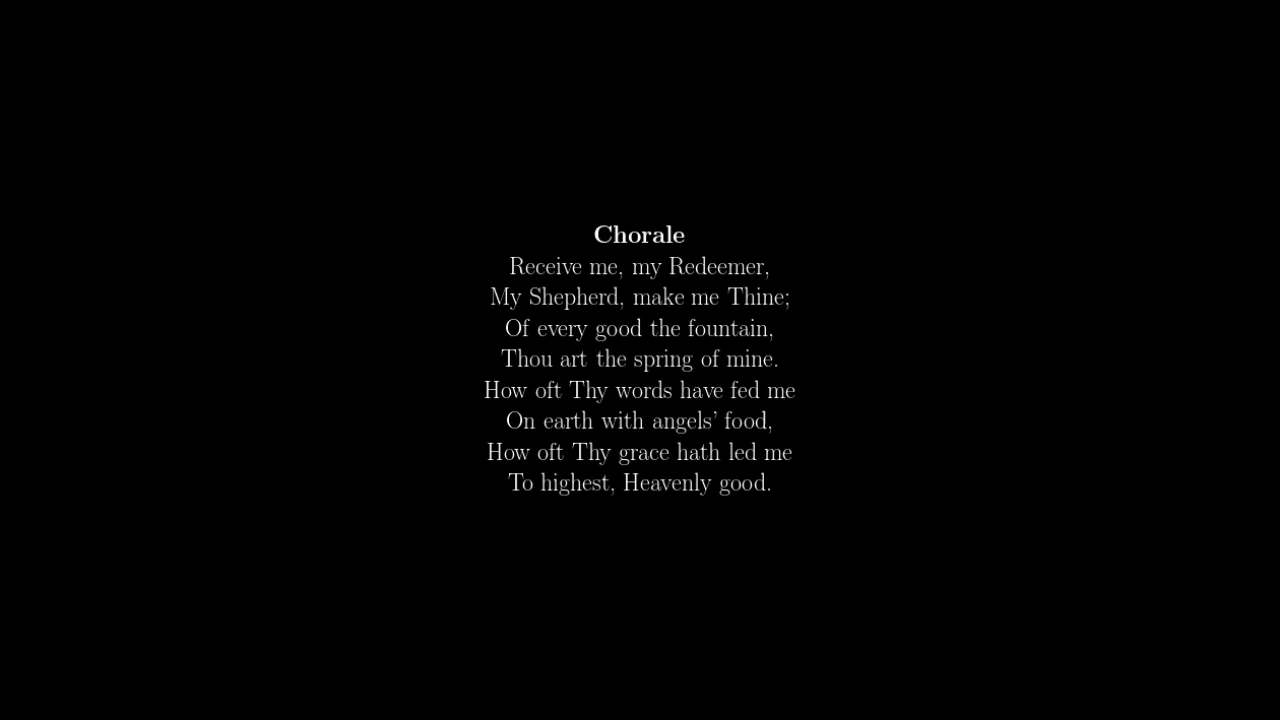 Chorale
Receive me, my Redeemer,
My Shepherd, make me Thine;
Of every good the fountain,
Thou art the spring of mine.
How oft Thy words have fed me
On earth with angels’ food,
How oft Thy grace hath led me
To highest, Heavenly good.